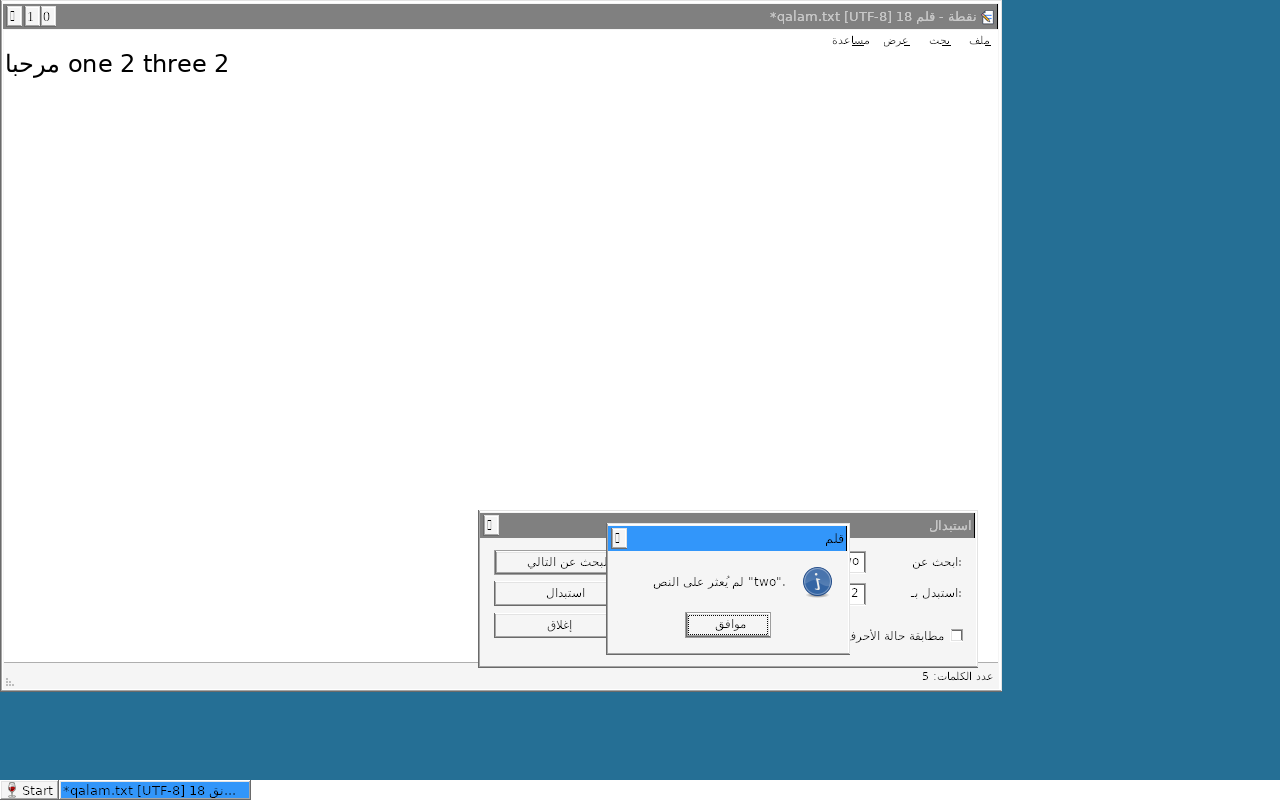 *qalam.txt [UTF-8] 18 نقطة - قلم
ملف بحث عرض مساعدة
مرحبا one 2 three 2
استبدال
قلم
ابحث عن:
البحث عن التالي
لم يُعثر على النص "two".
استبدل بـ:
2
استبدال
موافق
إغلاق
مطابقة حالة الأحرف
عدد الكلمات: 5
Start
*qalam.txt [UTF-8] 18 نق...